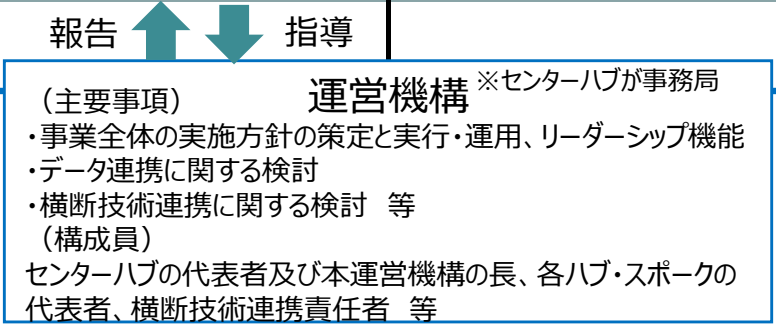 報告 指導
運営機構 ※センターハブが事務局
（主要事項）
・事業全体の実施方針の策定と実行・運用、リーダーシップ機能
・データ連携に関する検討
・横断技術連携に関する検討　等
（構成員）
センターハブの代表者及び本運営機構の長、各ハブ・スポークの
代表者、横断技術連携責任者　等